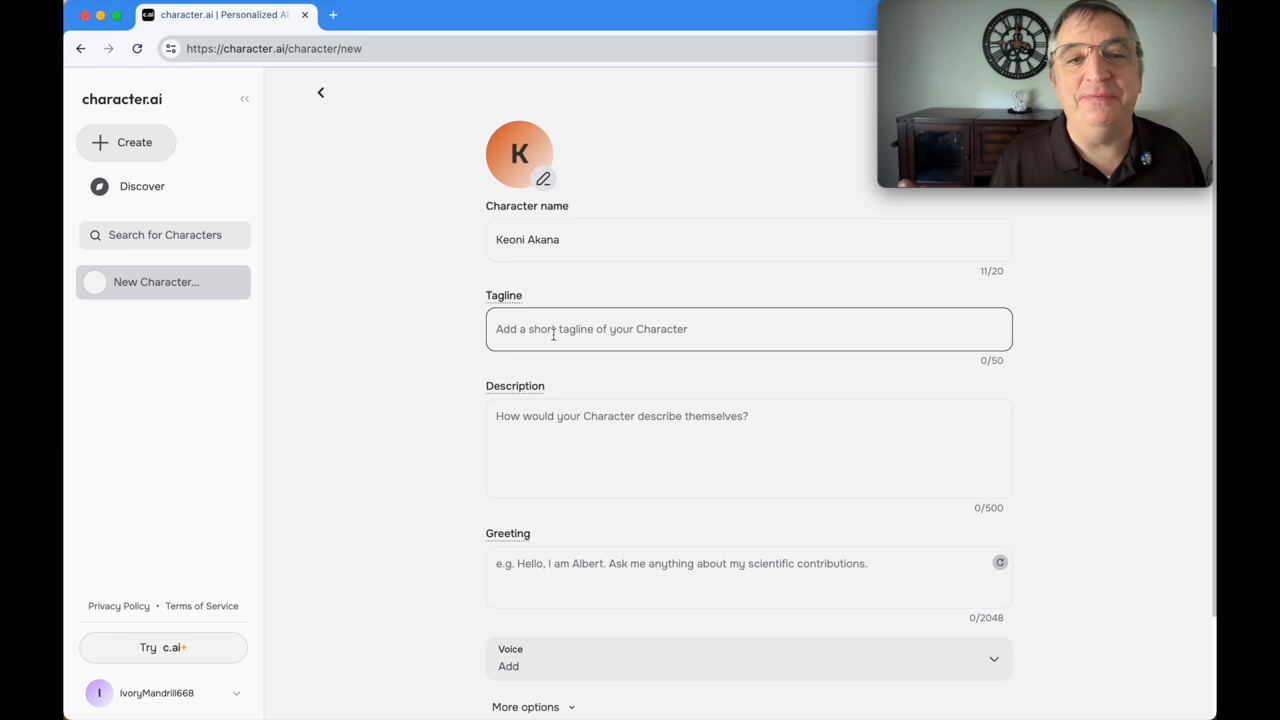 c.ai character.ai | Personalized AI
https://character.ai/character/new
character.ai
Create
Discover
Search for Characters
New Character...
Privacy Policy • Terms of Service
Try c.ai+
I IvoryMandrill668
K
Character name
Keoni Akana
11/20
Tagline
Add a short tagline of your Character
0/50
Description
How would your Character describe themselves?
0/500
Greeting
e.g. Hello, I am Albert. Ask me anything about my scientific contributions.
0/2048
Voice
Add
More options